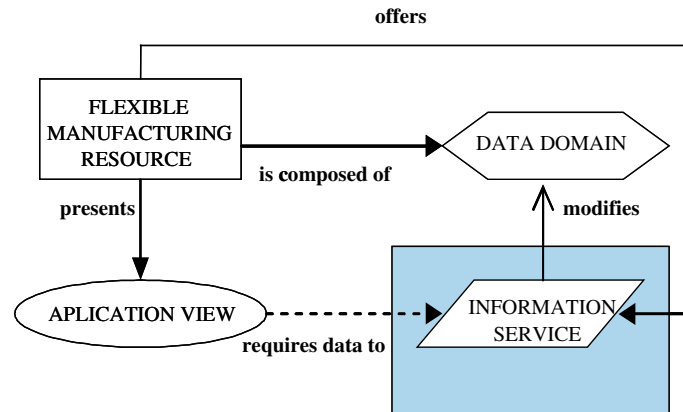 offers
FLEXIBLE
MANUFACTURING
RESOURCE
DATA DOMAIN
is composed of
presents
modifies
APLICATION VIEW
INFORMATION
SERVICE
requires data to